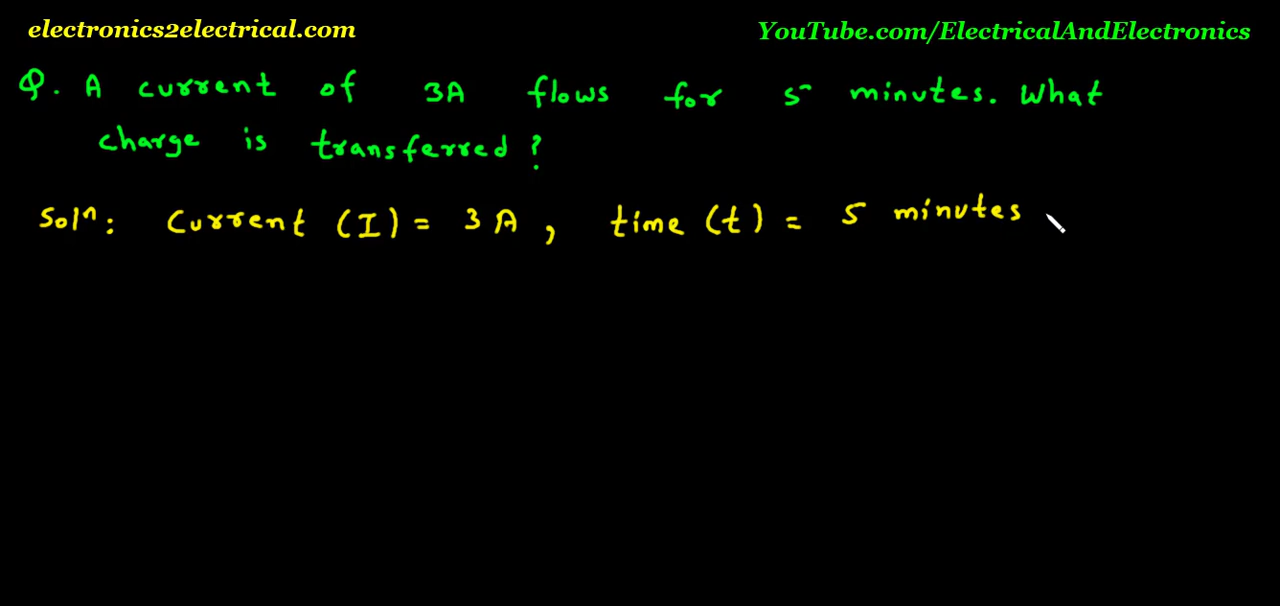 electronics2electrical.com
YouTube.com/ElectricalAndElectronics
Q. A current of 3A flows for 5 minutes. What
charge is transferred?
Solⁿ: Current (I) = 3A, time (t) = 5 minutes